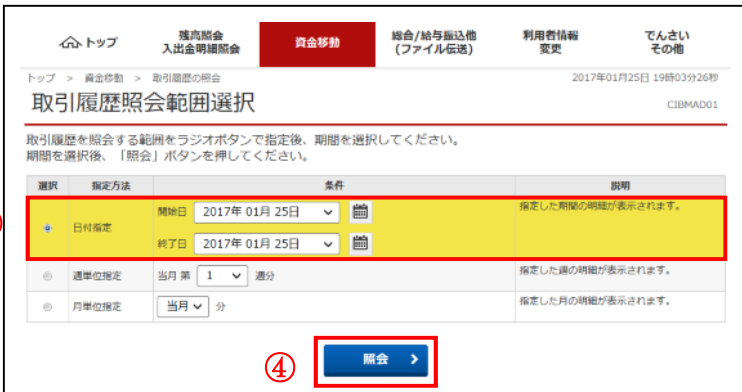 トップ
残高照会
入出金明細照会
資金移動
総合/給与振込他
(ファイル伝送)
利用者情報
変更
でんさい
その他
トップ > 資金移動 > 取引履歴の照会
2017年01月25日 19時03分26秒
取引履歴照会範囲選択
CIBMAD01
取引履歴を照会する範囲をラジオボタンで指定後、期間を選択してください。
期間を選択後、「照会」ボタンを押してください。
選択 指定方法 条件 説明
日付指定
開始日 2017年 01月 25日
終了日 2017年 01月 25日
指定した期間の明細が表示されます。
週単位指定 当月 第 1 週分 指定した週の明細が表示されます。
月単位指定 当月 分 指定した月の明細が表示されます。
④ 照会